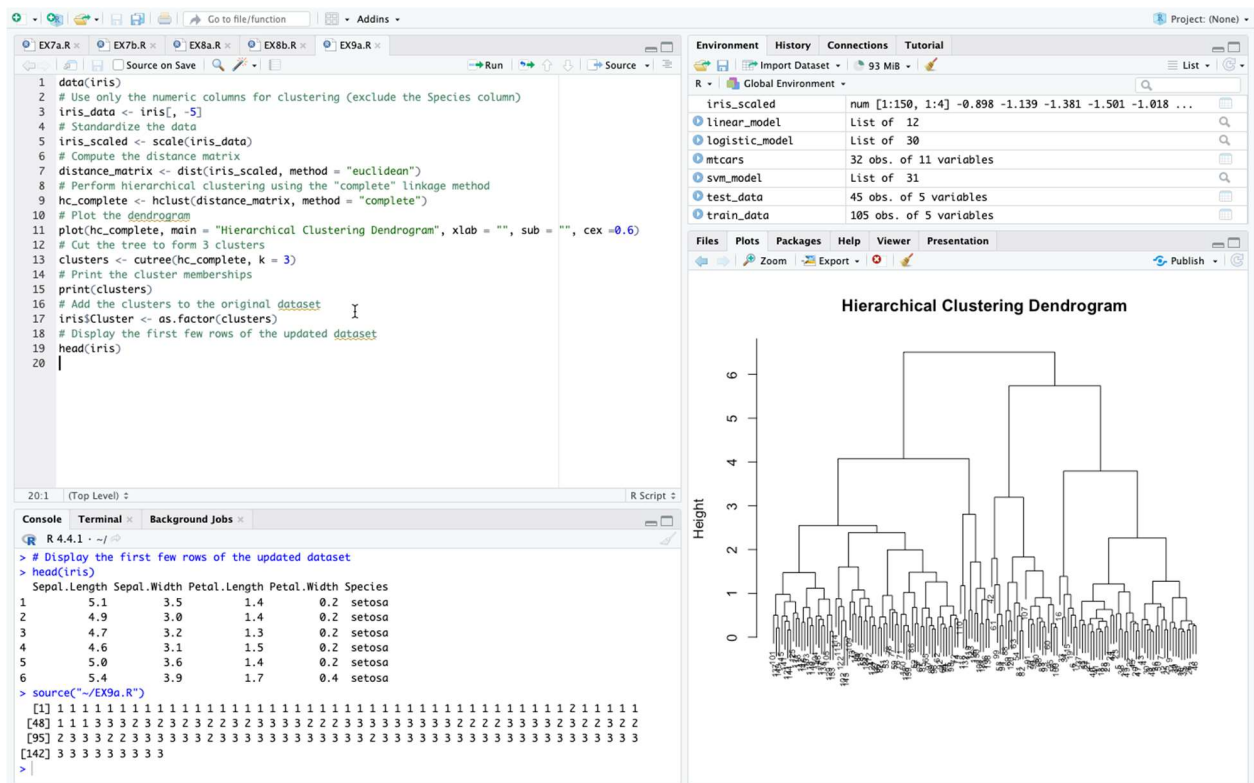 Go to file/function
Addins
Project: (None)
EX7a.R
EX7b.R
EX8a.R
EX8b.R
EX9a.R
Source on Save
Run
Source
1 data(iris)
2 # Use only the numeric columns for clustering (exclude the Species column)
3 iris_data <- iris[, -5]
4 # Standardize the data
5 iris_scaled <- scale(iris_data)
6 # Compute the distance matrix
7 distance_matrix <- dist(iris_scaled, method = "euclidean")
8 # Perform hierarchical clustering using the "complete" linkage method
9 hc_complete <- hclust(distance_matrix, method = "complete")
10 # Plot the dendrogram
11 plot(hc_complete, main = "Hierarchical Clustering Dendrogram", xlab = "", sub = "", cex =0.6)
12 # Cut the tree to form 3 clusters
13 clusters <- cutree(hc_complete, k = 3)
14 # Print the cluster memberships
15 print(clusters)
16 # Add the clusters to the original dataset
17 iris$Cluster <- as.factor(clusters)
18 # Display the first few rows of the updated dataset
19 head(iris)
20
20:1 (Top Level) R Script
Console Terminal Background Jobs
R 4.4.1 · ~/
> # Display the first few rows of the updated dataset
> head(iris)
Sepal.Length Sepal.Width Petal.Length Petal.Width Species
1 5.1 3.5 1.4 0.2 setosa
2 4.9 3.0 1.4 0.2 setosa
3 4.7 3.2 1.3 0.2 setosa
4 4.6 3.1 1.5 0.2 setosa
5 5.0 3.6 1.4 0.2 setosa
6 5.4 3.9 1.7 0.4 setosa
> source("~/EX9a.R")
[1] 1 1 1 1 1 1 1 1 1 1 1 1 1 1 1 1 1 1 1 1 1 1 1 1 1 1 1 1 1 1 1 1 1 1 1 1 1 1 1 1 1 2 1 1 1 1 1
[48] 1 1 1 3 3 3 2 3 2 3 2 3 2 2 3 2 3 3 3 3 2 2 2 3 3 3 3 3 3 3 3 3 2 2 2 2 3 3 3 3 2 3 2 2 3 2 2
[95] 2 3 3 3 2 2 3 3 3 3 3 3 2 3 3 3 3 3 3 3 3 3 3 3 3 2 3 3 3 3 3 3 3 3 3 3 3 3 3 3 3 3 3 3 3 3 3
[142] 3 3 3 3 3 3 3 3 3
>
Environment History Connections Tutorial
Import Dataset
93 MiB
List
R Global Environment
iris_scaled num [1:150, 1:4] -0.898 -1.139 -1.381 -1.501 -1.018 ...
linear_model List of 12
logistic_model List of 30
mtcars 32 obs. of 11 variables
svm_model List of 31
test_data 45 obs. of 5 variables
train_data 105 obs. of 5 variables
Files Plots Packages Help Viewer Presentation
Zoom
Export
Publish
Hierarchical Clustering Dendrogram
Height
6
5
4
3
2
1
0
42
16